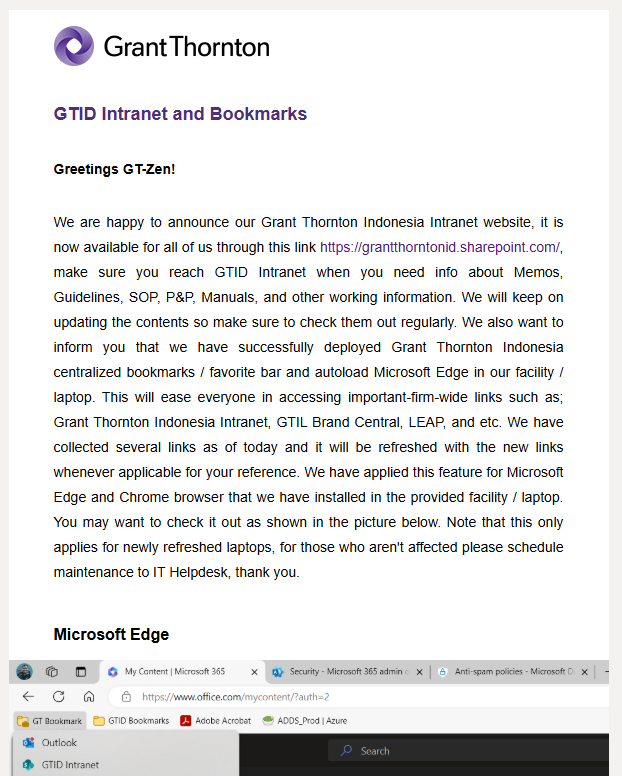 Grant Thornton
GTID Intranet and Bookmarks
Greetings GT-Zen!
We are happy to announce our Grant Thornton Indonesia Intranet website, it is
now available for all of us through this link https://grantthorntonid.sharepoint.com/,
make sure you reach GTID Intranet when you need info about Memos,
Guidelines, SOP, P&P, Manuals, and other working information. We will keep on
updating the contents so make sure to check them out regularly. We also want to
inform you that we have successfully deployed Grant Thornton Indonesia
centralized bookmarks / favorite bar and autoload Microsoft Edge in our facility /
laptop. This will ease everyone in accessing important-firm-wide links such as;
Grant Thornton Indonesia Intranet, GTIL Brand Central, LEAP, and etc. We have
collected several links as of today and it will be refreshed with the new links
whenever applicable for your reference. We have applied this feature for Microsoft
Edge and Chrome browser that we have installed in the provided facility / laptop.
You may want to check it out as shown in the picture below. Note that this only
applies for newly refreshed laptops, for those who aren't affected please schedule
maintenance to IT Helpdesk, thank you.
Microsoft Edge
My Content | Microsoft 365 Security - Microsoft 365 admin Anti-spam policies - Microsoft
https://www.office.com/mycontent/?auth=2
GT Bookmark GTID Bookmarks Adobe Acrobat ADDS_Prod | Azure
Outlook
Search
GTID Intranet